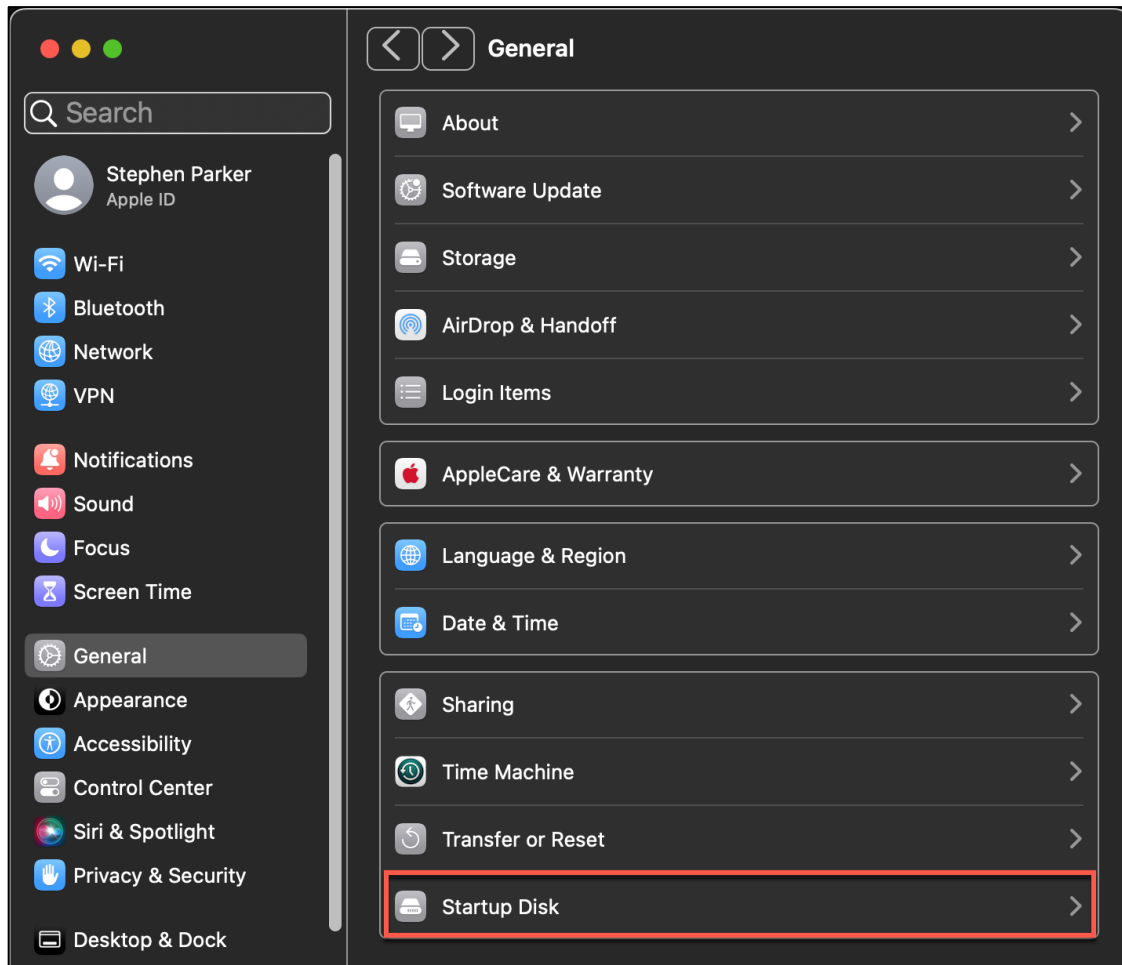 General
Search
Stephen Parker
Apple ID
Wi-Fi
Bluetooth
Network
VPN
Notifications
Sound
Focus
Screen Time
General
Appearance
Accessibility
Control Center
Siri & Spotlight
Privacy & Security
Desktop & Dock
About
Software Update
Storage
AirDrop & Handoff
Login Items
AppleCare & Warranty
Language & Region
Date & Time
Sharing
Time Machine
Transfer or Reset
Startup Disk